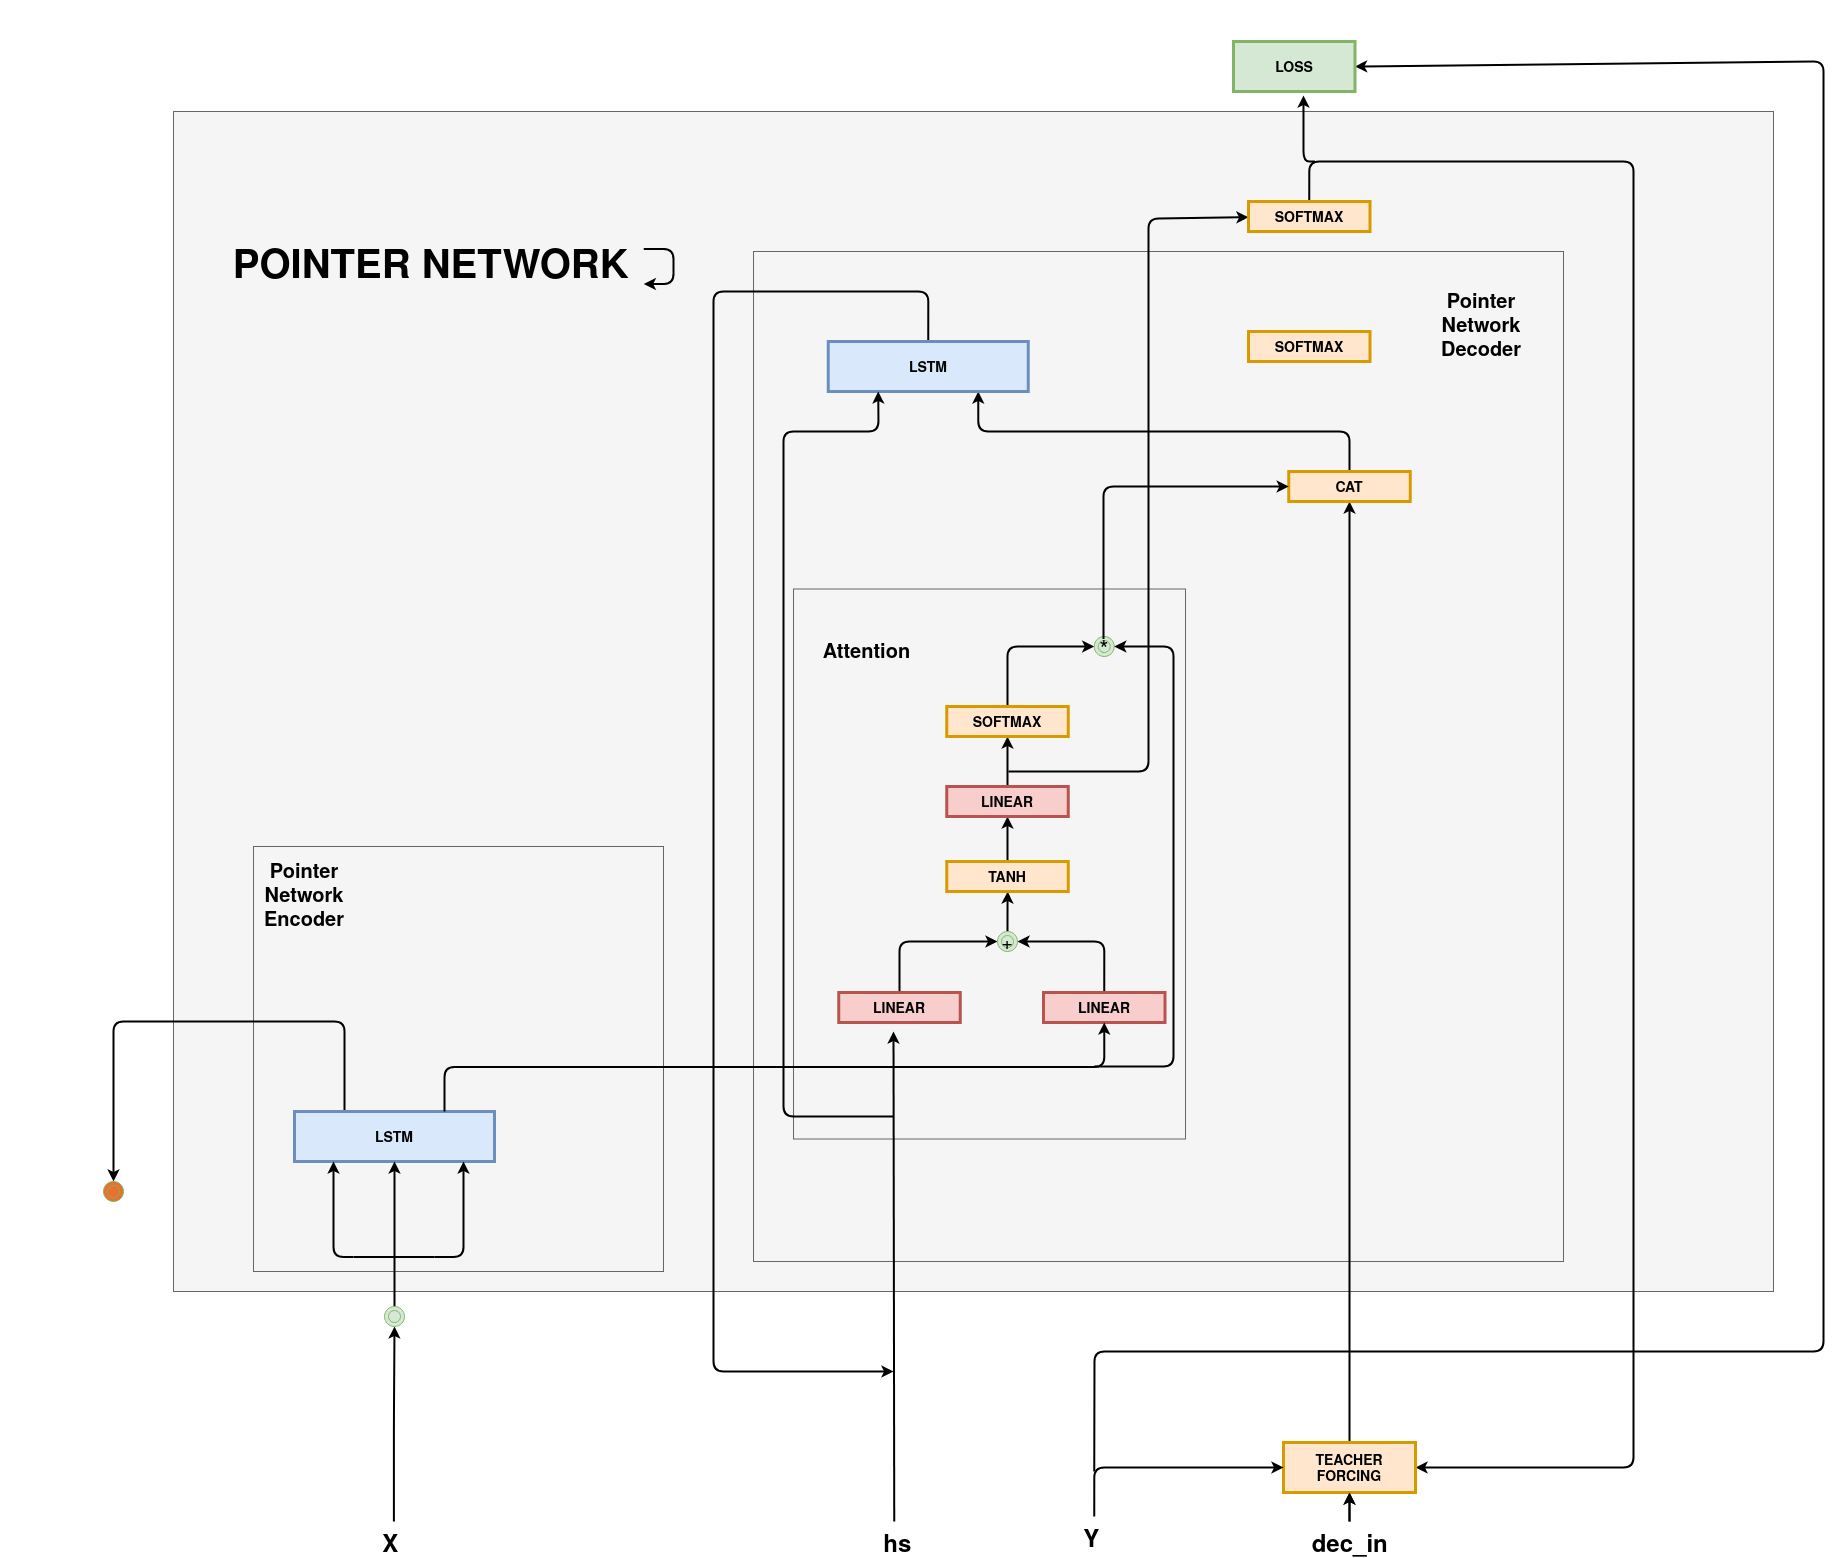 LOSS
SOFTMAX
POINTER NETWORK
Pointer
Network
Decoder
SOFTMAX
LSTM
CAT
Attention
*
SOFTMAX
LINEAR
Pointer
Network
Encoder
TANH
+
LINEAR
LINEAR
LSTM
TEACHER
FORCING
X
hs
Y
dec_in